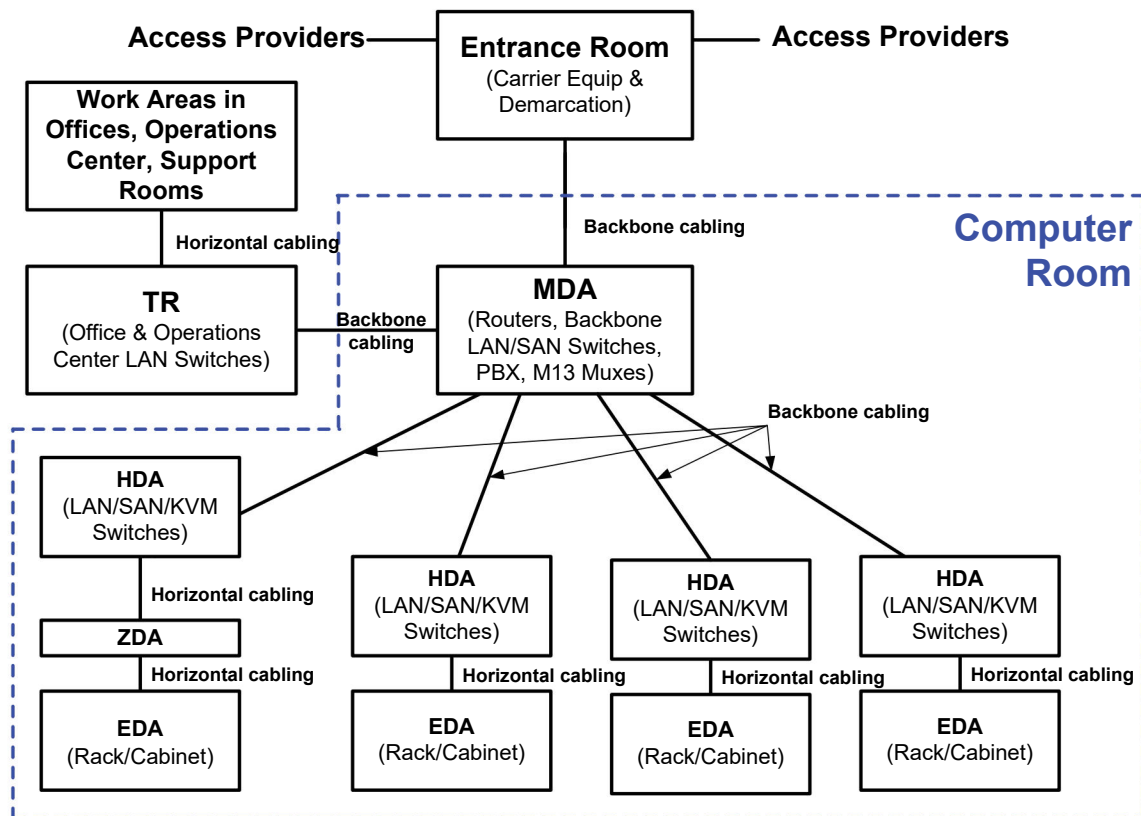 Access Providers
Entrance Room
(Carrier Equip &
Demarcation)
Access Providers
Work Areas in
Offices, Operations
Center, Support
Rooms
Horizontal cabling
Backbone cabling
Computer
Room
TR
(Office & Operations
Center LAN Switches)
Backbone
cabling
MDA
(Routers, Backbone
LAN/SAN Switches,
PBX, M13 Muxes)
Backbone cabling
HDA
(LAN/SAN/KVM
Switches)
Horizontal cabling
ZDA
Horizontal cabling
EDA
(Rack/Cabinet)
HDA
(LAN/SAN/KVM
Switches)
Horizontal cabling
EDA
(Rack/Cabinet)
HDA
(LAN/SAN/KVM
Switches)
Horizontal cabling
EDA
(Rack/Cabinet)
HDA
(LAN/SAN/KVM
Switches)
Horizontal cabling
EDA
(Rack/Cabinet)